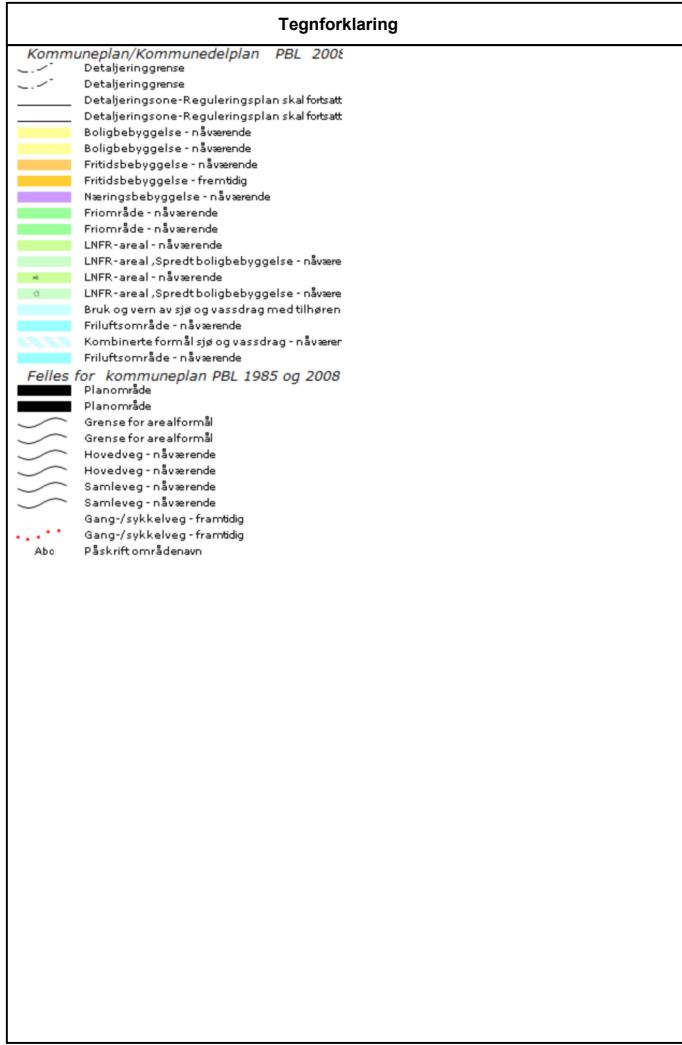 Tegnforklaring
Kommuneplan/Kommunedelplan PBL 2008
Detaljeringgrense
Detaljeringgrense
Detaljeringsone-Reguleringsplan skal fortsatt
Detaljeringsone-Reguleringsplan skal fortsatt
Boligbebyggelse - nåværende
Boligbebyggelse - nåværende
Fritidsbebyggelse - nåværende
Fritidsbebyggelse - fremtidig
Næringsbebyggelse - nåværende
Friområde - nåværende
Friområde - nåværende
LNFR-areal - nåværende
LNFR-areal ,Spredt boligbebyggelse - nåvære
LNFR-areal - nåværende
LNFR-areal ,Spredt boligbebyggelse - nåvære
Bruk og vern av sjø og vassdrag med tilhøren
Friluftsområde - nåværende
Kombinerte formål sjø og vassdrag - nåværer
Friluftsområde - nåværende
Felles for kommuneplan PBL 1985 og 2008
Planområde
Planområde
Grense for arealformål
Grense for arealformål
Hovedveg - nåværende
Hovedveg - nåværende
Samleveg - nåværende
Samleveg - nåværende
Gang-/sykkelveg - framtidig
Gang-/sykkelveg - framtidig
Abc Påskrift områdenavn